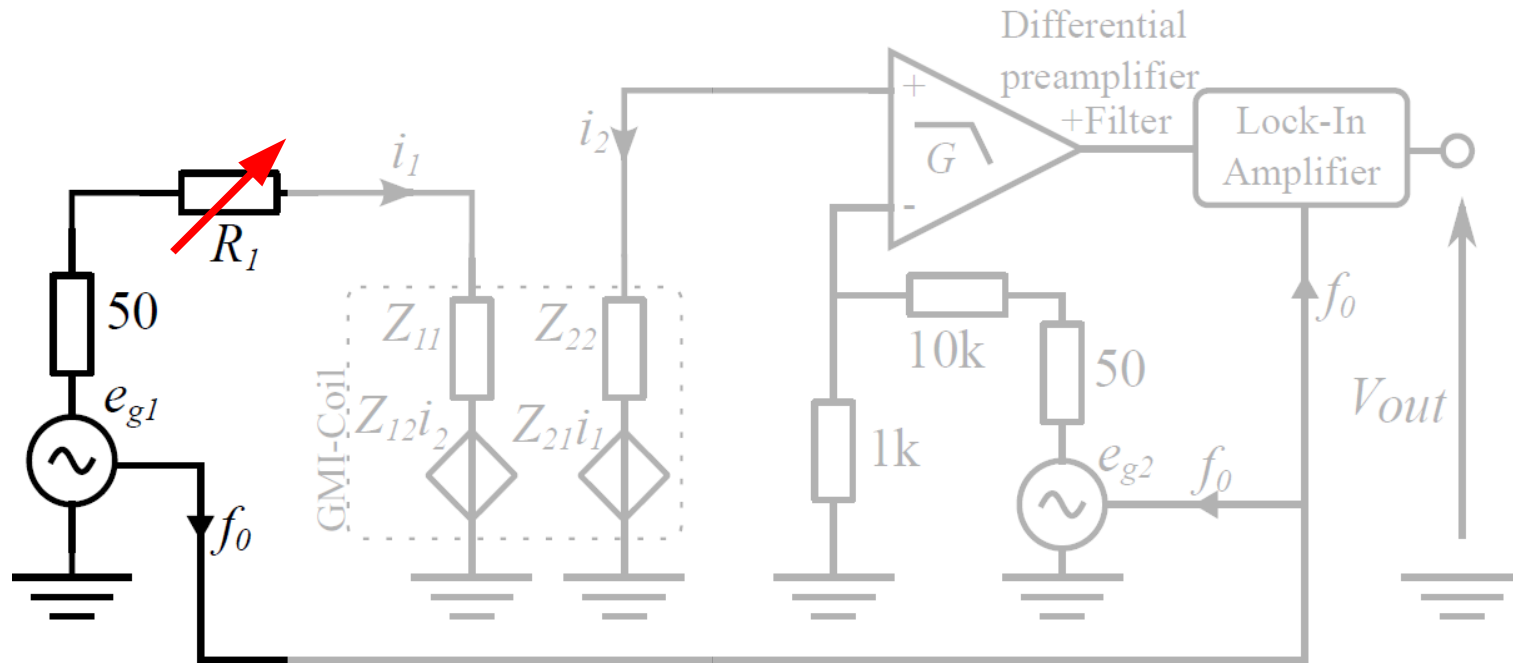 Differential
preamplifier
+Filter
Lock-In
Amplifier
+
G
-
i1
i2
R1
50
eg1
f0
Z11
Z22
Z12i2
Z21i1
GMI-Coil
10k
50
1k
eg2
f0
f0
Vout